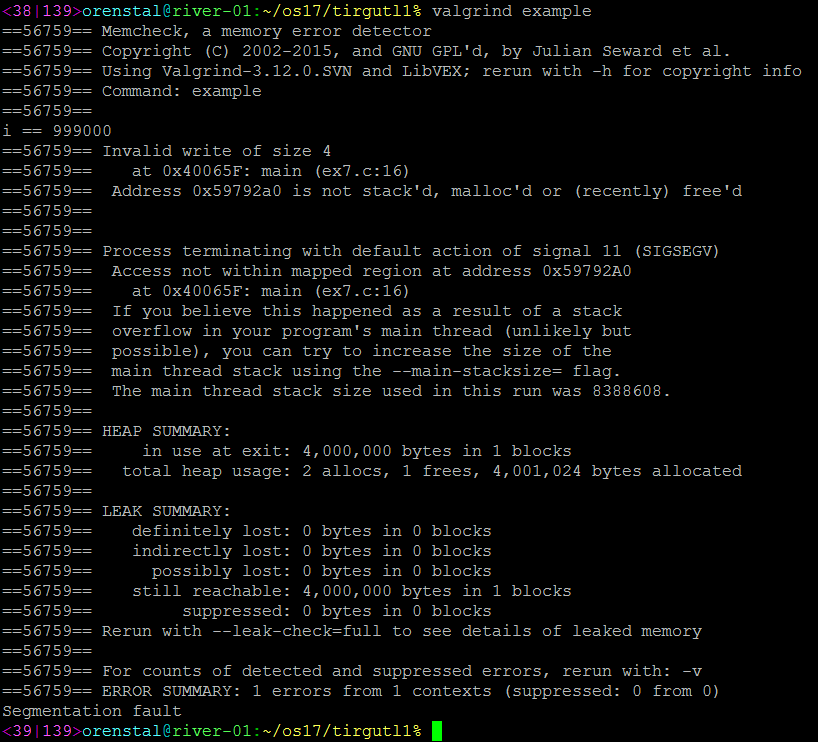 <38|139>orenstal@river-01:~/os17/tirgutl1% valgrind example
==56759== Memcheck, a memory error detector
==56759== Copyright (C) 2002-2015, and GNU GPL'd, by Julian Seward et al.
==56759== Using Valgrind-3.12.0.SVN and LibVEX; rerun with -h for copyright info
==56759== Command: example
==56759==
i == 999000
==56759== Invalid write of size 4
==56759==    at 0x40065F: main (ex7.c:16)
==56759==  Address 0x59792a0 is not stack'd, malloc'd or (recently) free'd
==56759==
==56759==
==56759== Process terminating with default action of signal 11 (SIGSEGV)
==56759==  Access not within mapped region at address 0x59792A0
==56759==    at 0x40065F: main (ex7.c:16)
==56759==  If you believe this happened as a result of a stack
==56759==  overflow in your program's main thread (unlikely but
==56759==  possible), you can try to increase the size of the
==56759==  main thread stack using the --main-stacksize= flag.
==56759==  The main thread stack size used in this run was 8388608.
==56759==
==56759== HEAP SUMMARY:
==56759==     in use at exit: 4,000,000 bytes in 1 blocks
==56759==   total heap usage: 2 allocs, 1 frees, 4,001,024 bytes allocated
==56759==
==56759== LEAK SUMMARY:
==56759==    definitely lost: 0 bytes in 0 blocks
==56759==    indirectly lost: 0 bytes in 0 blocks
==56759==      possibly lost: 0 bytes in 0 blocks
==56759==    still reachable: 4,000,000 bytes in 1 blocks
==56759==         suppressed: 0 bytes in 0 blocks
==56759== Rerun with --leak-check=full to see details of leaked memory
==56759==
==56759== For counts of detected and suppressed errors, rerun with: -v
==56759== ERROR SUMMARY: 1 errors from 1 contexts (suppressed: 0 from 0)
Segmentation fault
<39|139>orenstal@river-01:~/os17/tirgutl1%